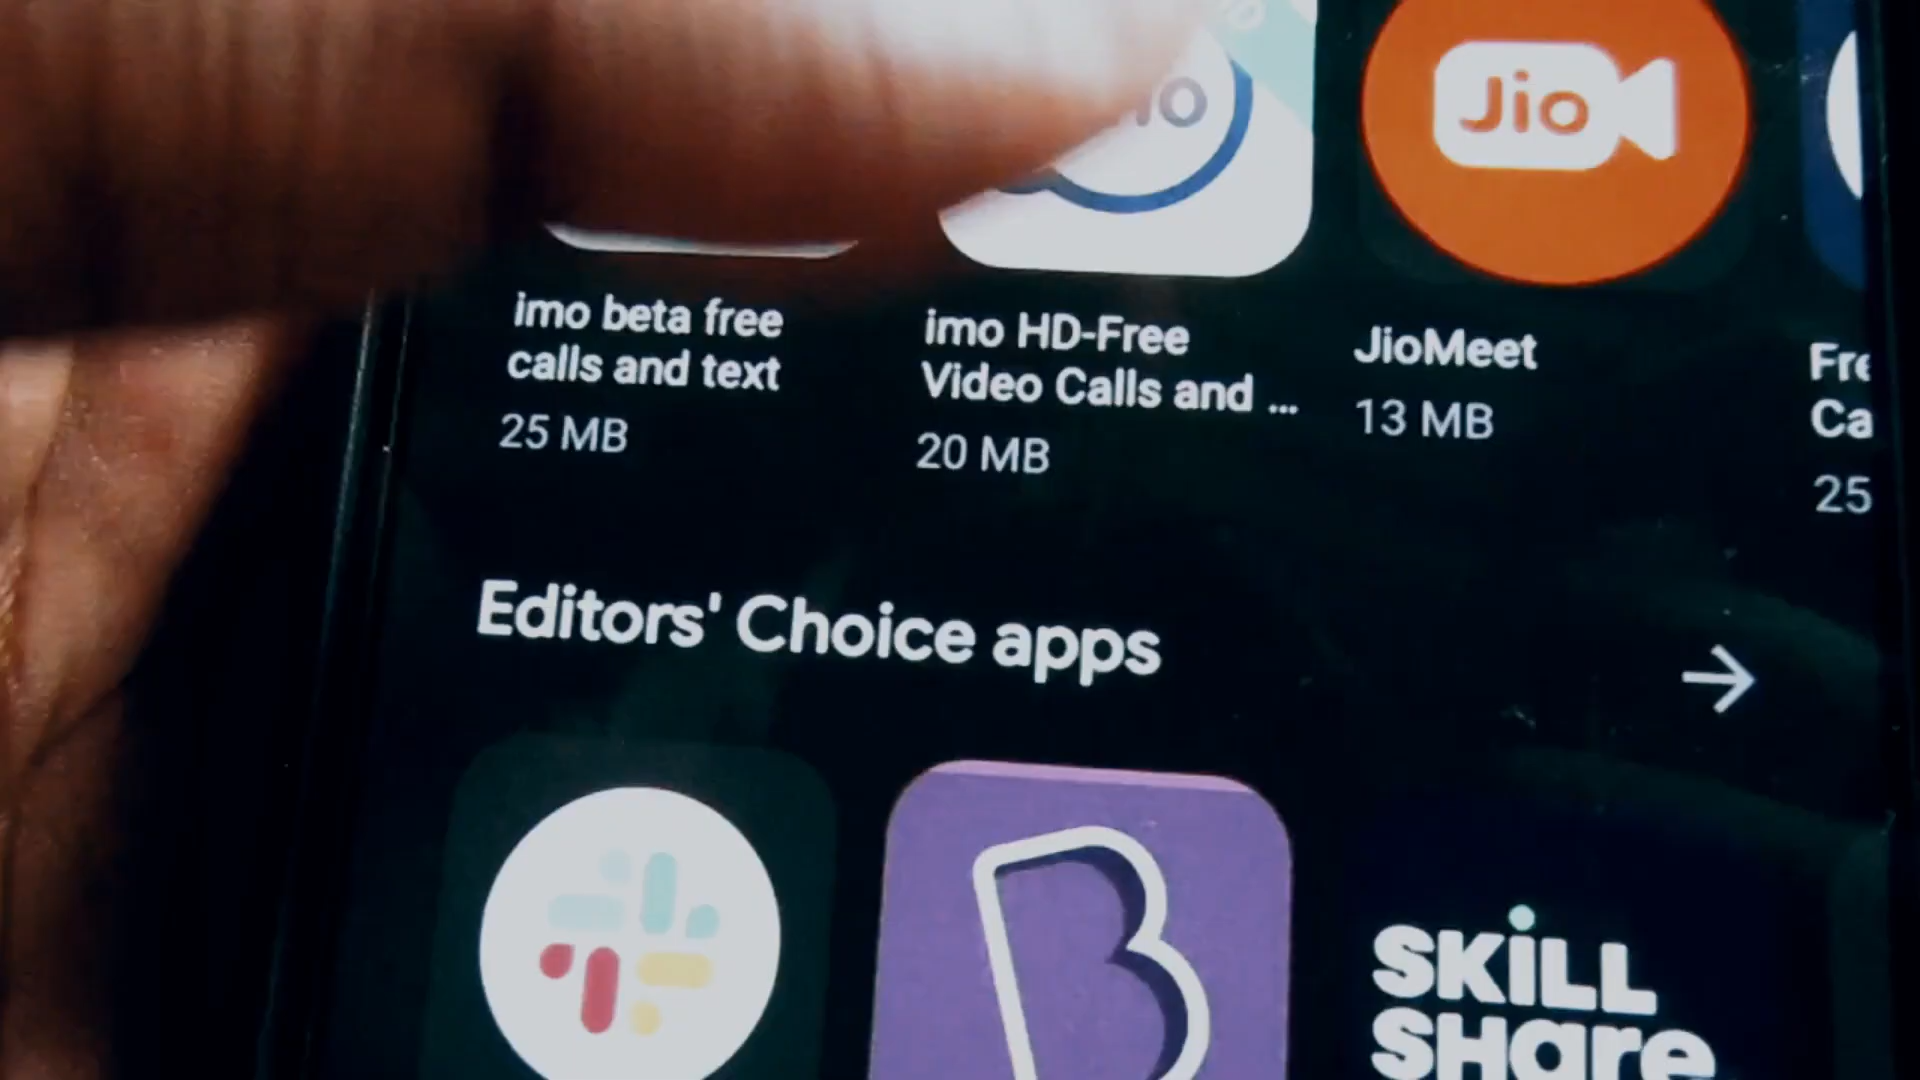 Jio
imo beta free
calls and text
25 MB
imo HD-Free
Video Calls and ...
20 MB
JioMeet
13 MB
25
Editors' Choice apps
SKiLL
SHare